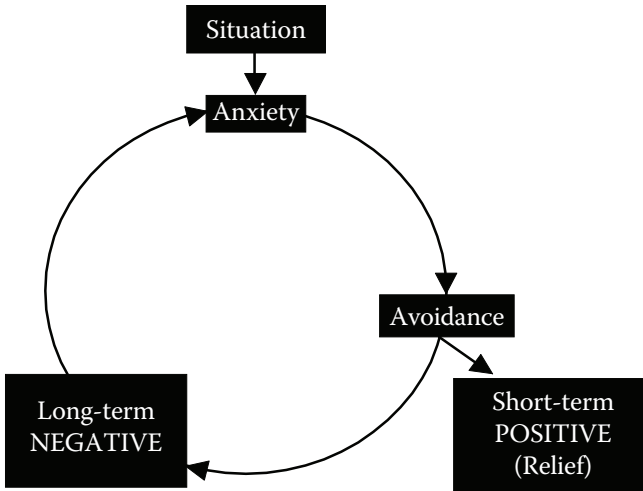 Situation
Anxiety
Avoidance
Long-term
NEGATIVE
Short-term
POSITIVE
(Relief)